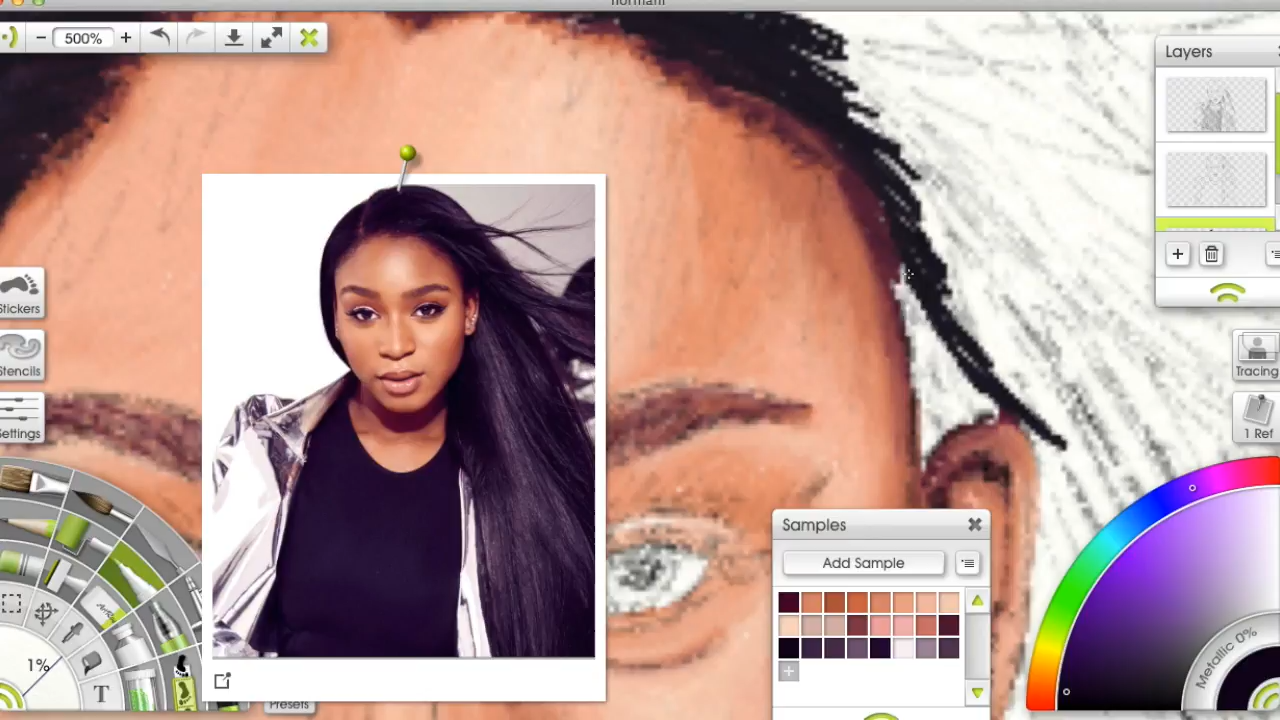 normani
500%
Layers
Stickers
Stencils
Settings
Tracing
1 Ref
Samples
Add Sample
1%
T
Presets
Metallic 0%